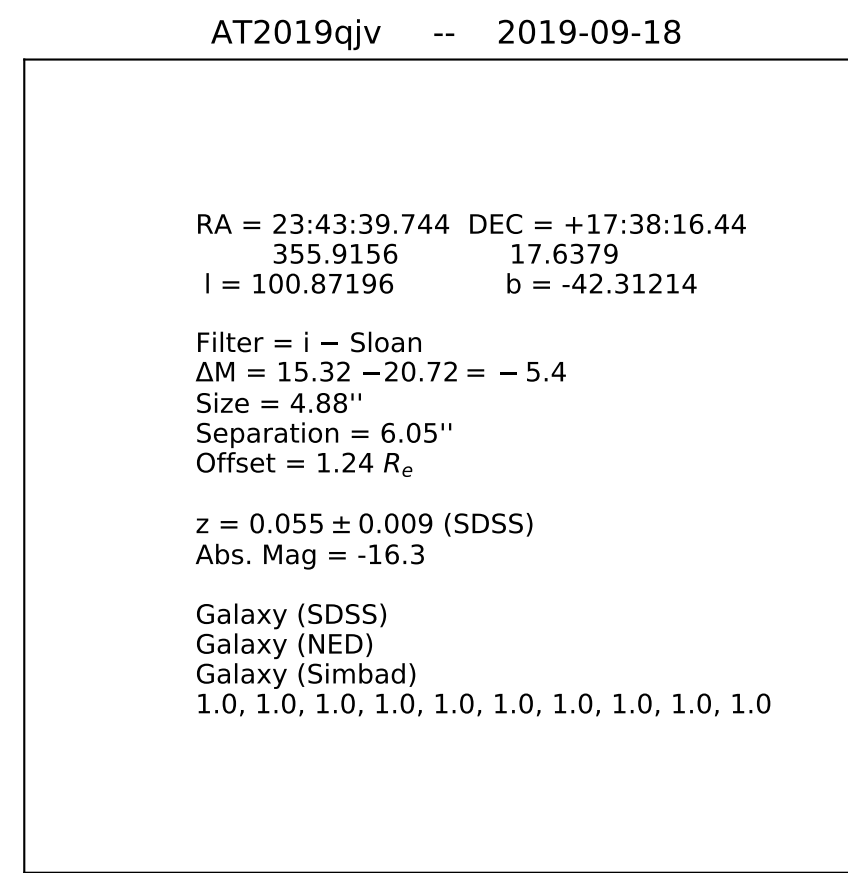 AT2019qjv -- 2019-09-18
RA = 23:43:39.744 DEC = +17:38:16.44
355.9156 17.6379
l = 100.87196 b = -42.31214
Filter = i − Sloan
ΔM = 15.32 −20.72 = − 5.4
Size = 4.88''
Separation = 6.05''
Offset = 1.24 Rₑ
z = 0.055 ± 0.009 (SDSS)
Abs. Mag = -16.3
Galaxy (SDSS)
Galaxy (NED)
Galaxy (Simbad)
1.0, 1.0, 1.0, 1.0, 1.0, 1.0, 1.0, 1.0, 1.0, 1.0